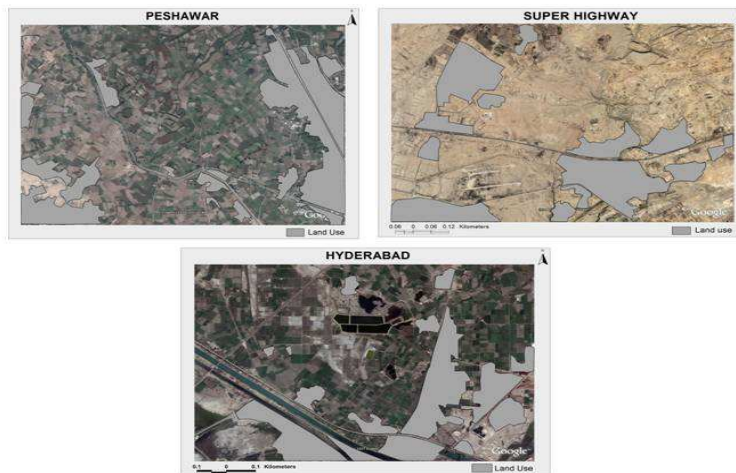 PESHAWAR
Goo
Land Use
SUPER HIGHWAY
Google
0.06 0 0.06 0.12 Kilometers
Land use
HYDERABAD
Google
0.1 0 0.1 Kilometers
Land Use